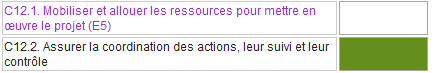 C12.1. Mobiliser et allouer les ressources pour mettre en
œuvre le projet (E5)
C12.2. Assurer la coordination des actions, leur suivi et leur
contrôle